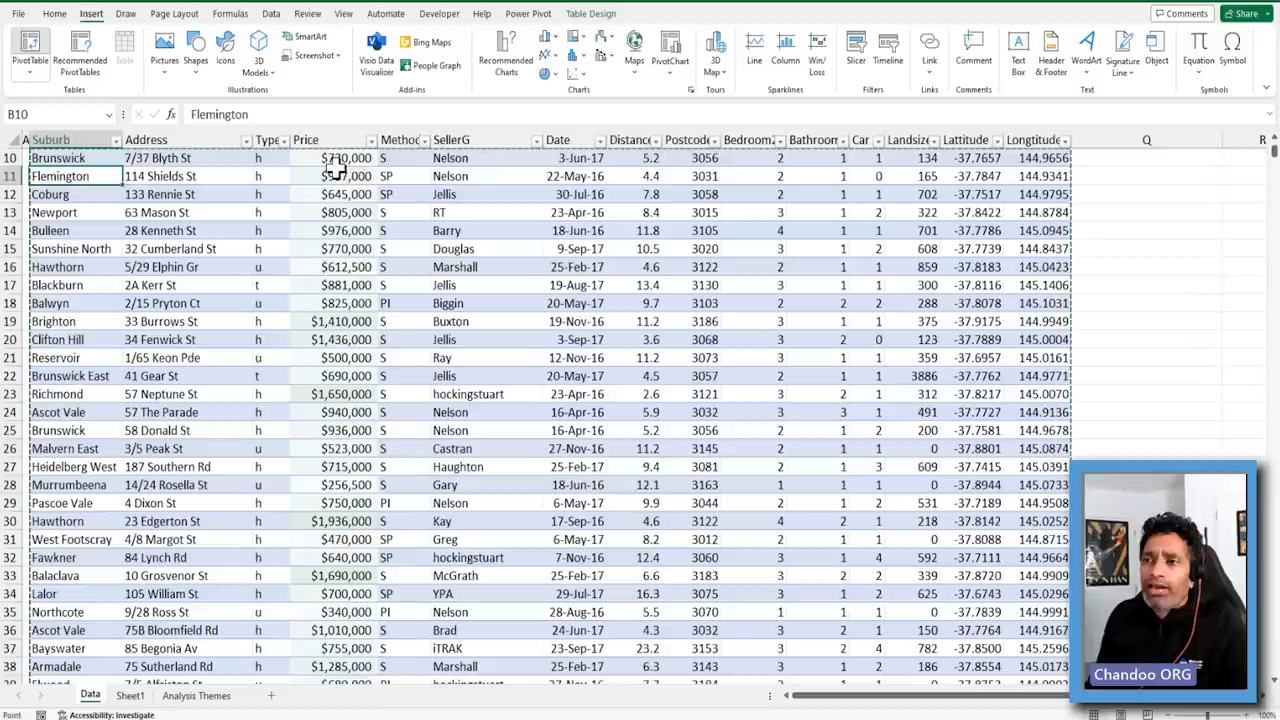 File Home Insert Draw Page Layout Formulas Data Review View Automate Developer Help Power Pivot Table Design Comments Share
PivotTable Recommended PivotTables Table Pictures Shapes Icons 3D Models SmartArt Screenshot Visio Data Visualizer Bing Maps People Graph Recommended Charts Maps PivotChart 3D Map Line Column Win/Loss Slicer Timeline Link Comment Text Box Header & Footer WordArt Signature Line Object Equation Symbol
Tables Illustrations Add-ins Charts Tours Sparklines Filters Links Comments Text Symbols
B10 fx Flemington
A Suburb Address Type Price Method SellerG Date Distance Postcode Bedroom2 Bathroom Car Landsize Lattitude Longtitude Q R
10 Brunswick 7/37 Blyth St h S Nelson 3-Jun-17 5.2 3056 2 1 1 134 -37.7657 144.9656
11 Flemington 114 Shields St h SP Nelson 22-May-16 4.4 3031 2 1 0 165 -37.7847 144.9341
12 Coburg 133 Rennie St h $645,000 SP Jellis 30-Jul-17 7.8 3058 2 1 1 702 -37.7517 144.9795
13 Newport 63 Mason St h $805,000 S RT 23-Apr-16 8.4 3015 3 1 2 322 -37.8422 144.8784
14 Bulleen 28 Kenneth St h $976,000 S Barry 18-Jun-16 11.8 3105 4 1 1 701 -37.7786 145.0945
15 Sunshine North 32 Cumberland St h $770,000 S Douglas 9-Sep-17 10.5 3020 3 1 2 608 -37.7739 144.8437
16 Hawthorn 5/29 Elphin Gr u $612,500 S Marshall 25-Feb-17 4.6 3122 2 1 1 859 -37.8183 145.0423
17 Blackburn 2A Kerr St t $881,000 S Jellis 19-Aug-17 13.4 3130 3 1 1 300 -37.8116 145.1406
18 Balwyn 2/15 Pryton Ct u $825,000 PI Biggin 20-May-17 9.7 3103 2 2 2 288 -37.8078 145.1031
19 Brighton 33 Burrows St h $1,410,000 S Buxton 19-Nov-16 11.2 3186 3 1 1 375 -37.9175 144.9949
20 Clifton Hill 34 Fenwick St h $1,436,000 S Jellis 3-Sep-16 3.6 3068 3 2 0 123 -37.7889 145.0004
21 Reservoir 1/65 Keon Pde u $500,000 S Ray 12-Nov-16 11.2 3073 3 1 1 359 -37.6957 145.0161
22 Brunswick East 41 Gear St t $690,000 S Jellis 20-May-17 4.5 3057 2 1 1 3886 -37.7762 144.9771
23 Richmond 57 Neptune St h $1,650,000 S hockingstuart 23-Apr-16 2.6 3121 3 2 1 312 -37.8217 145.0070
24 Ascot Vale 57 The Parade h $940,000 S Nelson 16-Apr-16 5.9 3032 3 3 1 491 -37.7727 144.9136
25 Brunswick 58 Donald St h $936,000 S Nelson 16-Apr-16 5.2 3056 2 1 2 200 -37.7581 144.9678
26 Malvern East 3/5 Peak St u $523,000 S Castran 27-Nov-16 11.2 3145 2 1 1 0 -37.8801 145.0874
27 Heidelberg West 187 Southern Rd h $715,000 S Haughton 25-Feb-17 9.4 3081 3 1 3 609 -37.7415 145.0391
28 Murrumbeena 14/24 Rosella St u $256,500 S Gary 18-Jun-16 12.1 3163 1 1 1 0 -37.8944 145.0733
29 Pascoe Vale 4 Dixon St h $750,000 PI Nelson 6-May-17 9.9 3044 2 1 2 531 -37.7189 144.9508
30 Hawthorn 23 Edgerton St h $1,936,000 S Kay 17-Sep-16 4.6 3122 4 2 1 218 -37.8142 145.0252
31 West Footscray 4/8 Margot St h $470,000 SP Greg 6-May-17 8.2 3012 2 1 1 0 -37.8088 144.8715
32 Fawkner 84 Lynch Rd h $640,000 SP hockingstuart 7-Nov-16 12.4 3060 3 1 4 592 -37.7111 144.9664
33 Balaclava 10 Grosvenor St h $1,690,000 S McGrath 25-Feb-17 6.6 3183 3 2 2 339 -37.8720 144.9909
34 Lalor 105 William St h $700,000 SP YPA 29-Jul-17 16.3 3075 3 1 2 625 -37.6743 145.0296
35 Northcote 9/28 Ross St u $340,000 PI Nelson 28-Aug-16 5.5 3070 1 1 1 0 -37.7839 144.9991
36 Ascot Vale 75B Bloomfield Rd h $1,010,000 S Brad 24-Jun-17 4.3 3032 3 2 1 150 -37.7764 144.9167
37 Bayswater 85 Begonia Av h $755,000 S iTRAK 23-Sep-17 23.2 3153 3 2 4 782 -37.8500 145.2596
38 Armadale 75 Sutherland Rd h $1,285,000 S Marshall 25-Feb-17 6.3 3143 2 1 2 186 -37.8554 145.0173
Chandoo ORG
Data Sheet1 Analysis Themes
Point Accessibility: Investigate 100%